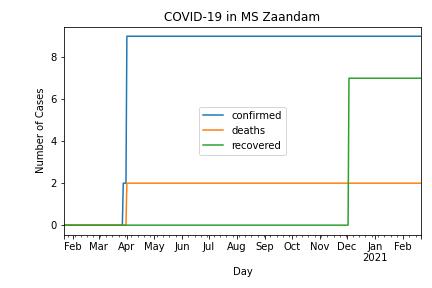 COVID-19 in MS Zaandam
Number of Cases
8
6
4
2
0
confirmed
deaths
recovered
Feb Mar Apr May Jun Jul Aug Sep Oct Nov Dec Jan Feb
2021
Day